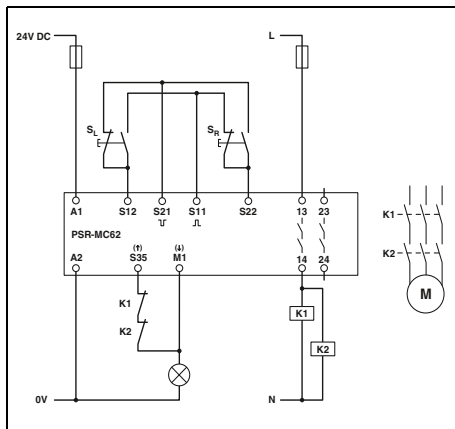 24V DC
L
SL
SR
A1
S12
S21
S11
S22
13
23
PSR-MC62
A2
(↑)
S35
(↓)
M1
14
24
K1
K2
M
K1
K2
K1
K2
0V
N